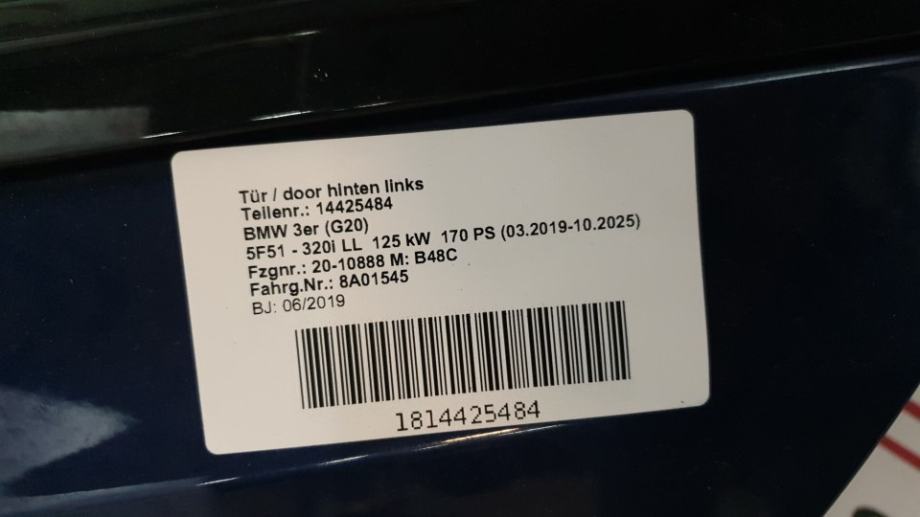 Tür / door hinten links
Teilenr.: 14425484
BMW 3er (G20)
5F51 - 320i LL 125 kW 170 PS (03.2019-10.2025)
Fzgnr.: 20-10888 M: B48C
Fahrg.Nr.: 8A01545
BJ: 06/2019
1814425484